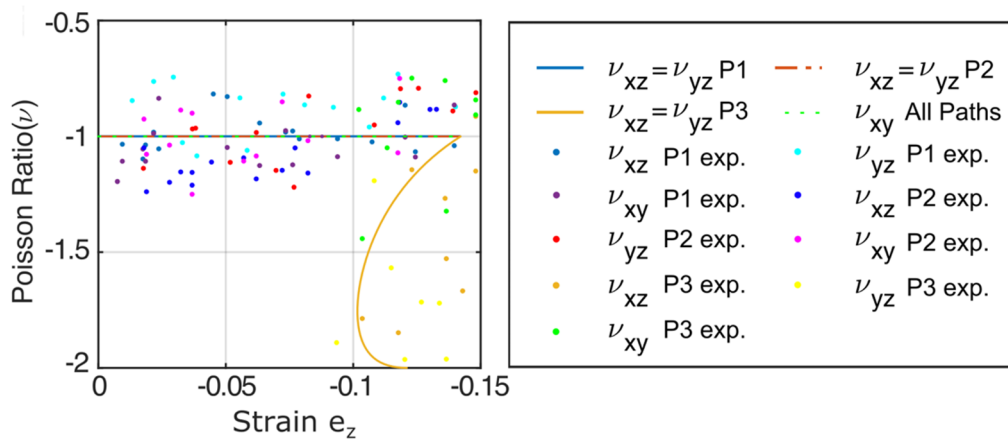 -0.5
-1
-1.5
-2
0 -0.05 -0.1 -0.15
Poisson Ratio(ν)
Strain e_z
ν_xz = ν_yz P1
ν_xz = ν_yz P2
ν_xz = ν_yz P3
ν_xy All Paths
ν_xz P1 exp.
ν_yz P1 exp.
ν_xy P1 exp.
ν_xz P2 exp.
ν_yz P2 exp.
ν_xy P2 exp.
ν_xz P3 exp.
ν_yz P3 exp.
ν_xy P3 exp.